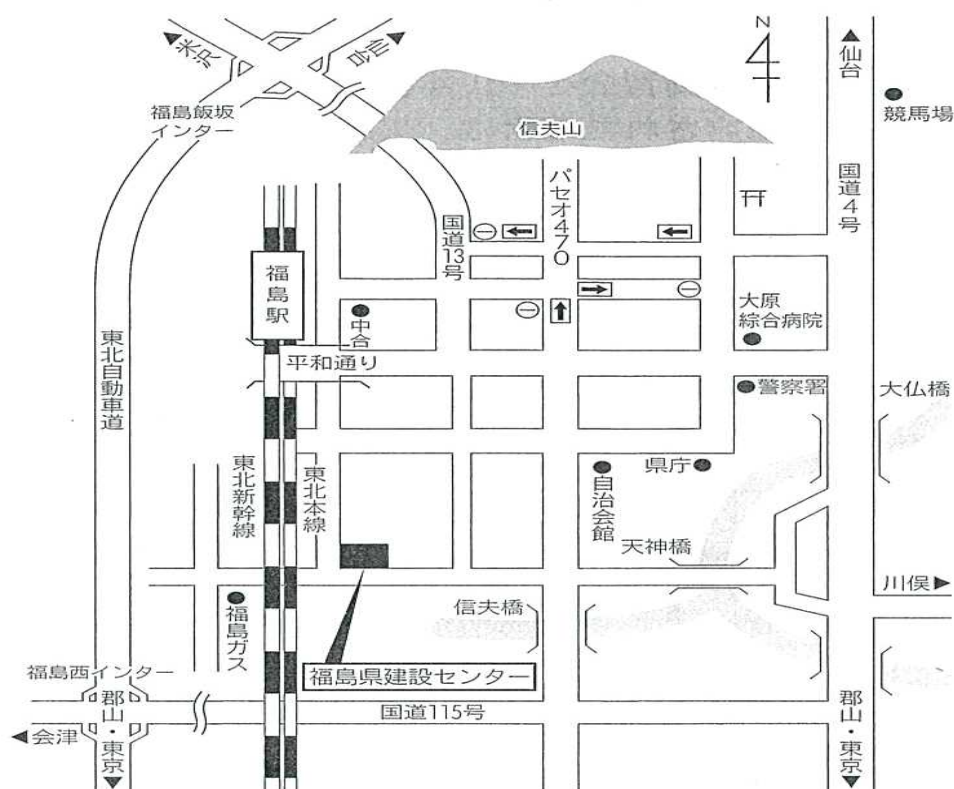 米沢
仙台
N
仙台
競馬場
福島飯坂
インター
信夫山
パセオ470
国道4号
国道13号
福島駅
中合
平和通り
大原
綜合病院
東北自動車道
警察署
大仏橋
東北新幹線
東北本線
県庁
自治会館
天神橋
川俣
福島ガス
信夫橋
福島西インター
福島県建設センター
郡山・東京
国道115号
郡山・東京
会津